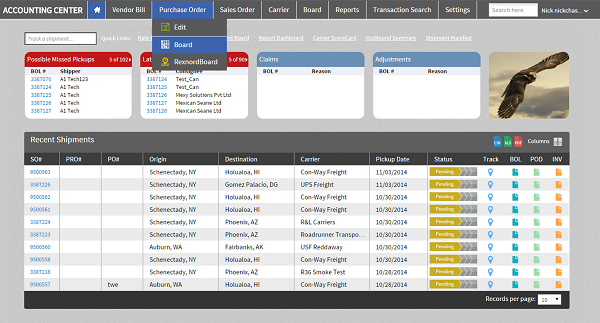 ACCOUNTING CENTER Vendor Bill Purchase Order Sales Order Carrier Board Reports Transaction Search Settings Search here Nick nickchas...
Edit
Board
RexnordBoard
Track a shipment... Quick Links: Board Report Dashboard Carrier ScoreCard OutBound Summary Shipment Manifest
Possible Missed Pickups 5 of 102 5 of 90 Claims Adjustments
BOL # Shipper BOL # Consignee BOL # Reason BOL # Reason
3387070 A1 Tech123 3387124 Test_Can
3387124 A1 Tech 3387125 Test_Can
3387126 A1 Tech 3387126 Mexy Solutions Pvt Ltd
3387127 A1 Tech 3387127 Mexican Seane Ltd
3387128 A1 Tech 3387128 Mexican Seane Ltd
Recent Shipments CSV XLS PDF Columns
SO# PRO# PO# Origin Destination Carrier Pickup Date Status Track BOL POD INV
9500563 Schenectady, NY Holualoa, HI Con-Way Freight 11/03/2014 Pending
3387226 Schenectady, NY Gomez Palacio, DG UPS Freight 11/03/2014 Pending
9500562 Schenectady, NY Holualoa, HI Con-Way Freight 10/30/2014 Pending
9500561 Schenectady, NY Holualoa, HI Con-Way Freight 10/30/2014 Pending
3387224 Schenectady, NY Phoenix, AZ R&L Carriers 10/30/2014 Pending
3387223 Schenectady, NY Phoenix, AZ Roadrunner Transpo... 10/30/2014 Pending
9500560 Auburn, WA Fairbanks, AK USF Reddaway 10/30/2014 Pending
9500558 Schenectady, NY Holualoa, HI Con-Way Freight 10/30/2014 Pending
3387216 Schenectady, NY Phoenix, AZ R36 Smoke Test 10/28/2014 Pending
9500557 twe Auburn, WA Holualoa, HI Con-Way Freight 10/28/2014 Pending
Records per page: 10